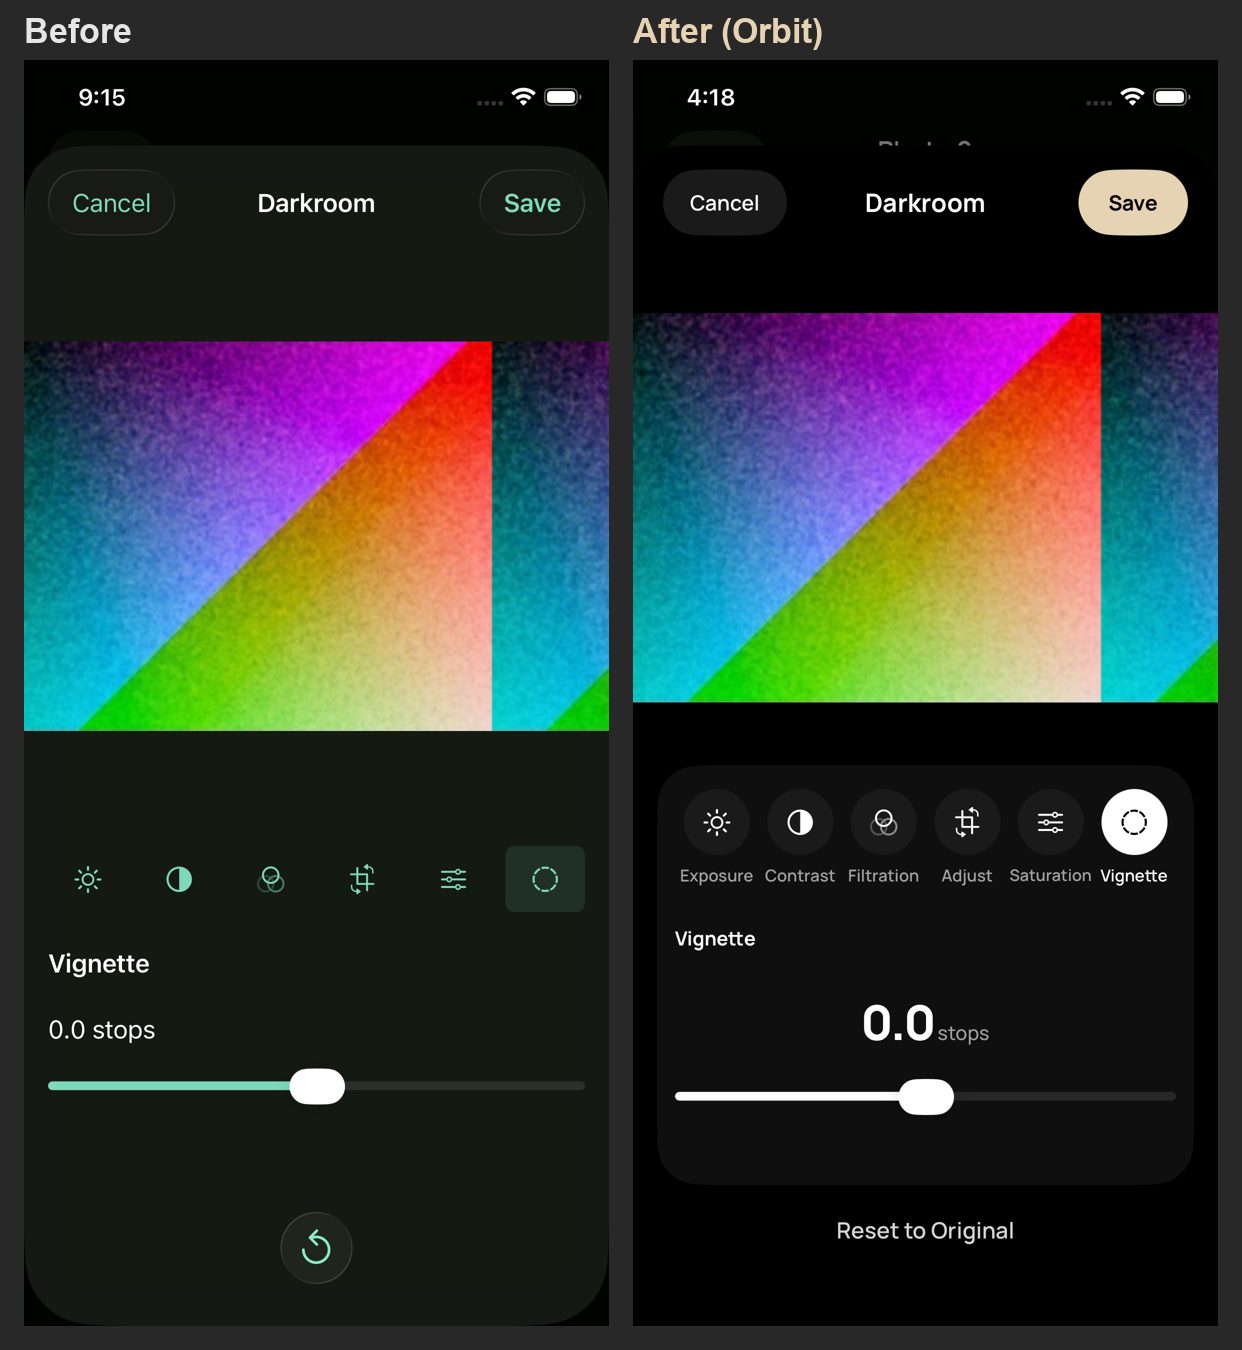 Before
9:15
Cancel
Darkroom
Save
Vignette
0.0 stops
After (Orbit)
4:18
Cancel
Darkroom
Save
Exposure
Contrast
Filtration
Adjust
Saturation
Vignette
Vignette
0.0 stops
Reset to Original